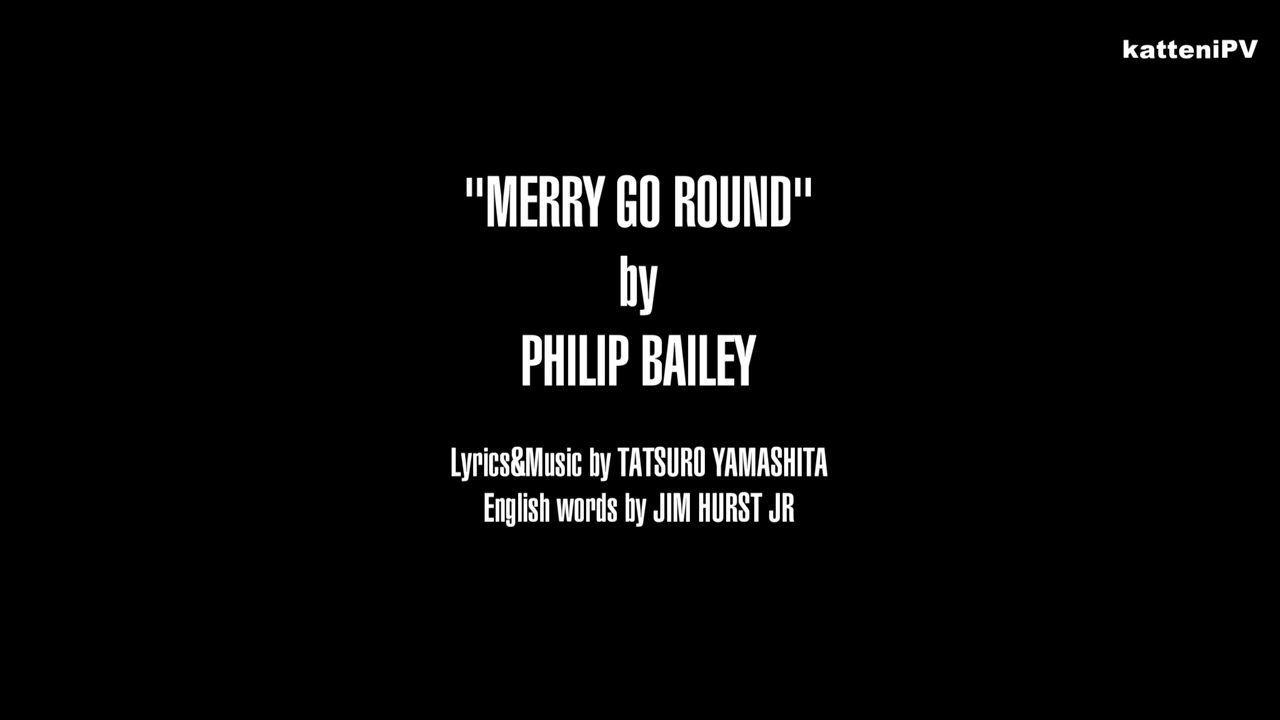 katteniPV
"MERRY GO ROUND"
by
PHILIP BAILEY
Lyrics&Music by TATSURO YAMASHITA
English words by JIM HURST JR